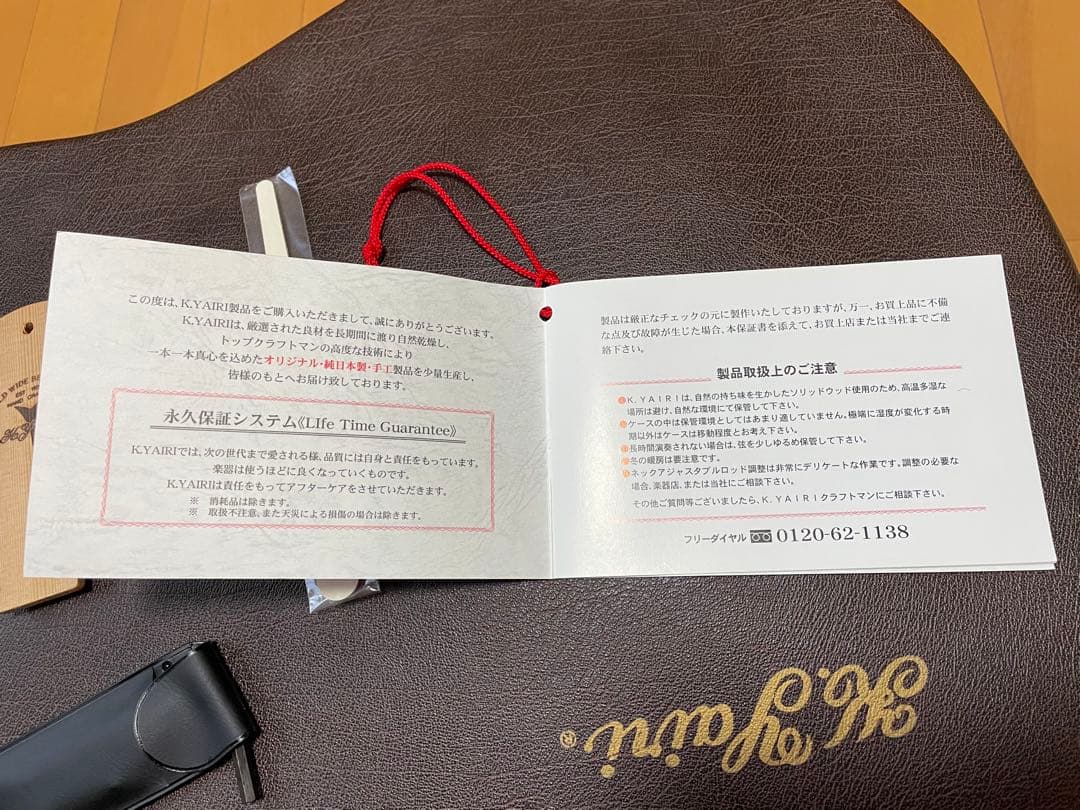 この度は、K.YAIRI製品をご購入いただきまして、誠にありがとうございます。
K.YAIRIは、厳選された良材を長期間に渡り自然乾燥し、
トップクラフトマンの高度な技術により
一本一本真心を込めたオリジナル・純日本製・手工製品を少量生産し、
皆様のもとへお届け致しております。
永久保証システム《LIfe Time Guarantee》
K.YAIRIでは、次の世代まで愛される様、品質には自身と責任をもっています。
楽器は使うほどに良くなっていくものです。
K.YAIRIは責任をもってアフターケアをさせていただきます。
※ 消耗品は除きます。
※ 取扱不注意、また天災による損傷の場合は除きます。
製品は厳正なチェックの元に製作いたしておりますが、万一、お買上品に不備
な点及び故障が生じた場合、本保証書を添えて、お買上店または当社までご連
絡下さい。
製品取扱上のご注意
K.YAIRIは、自然の持ち味を生かしたソリッドウッド使用のため、高温多湿な
場所は避け、自然な環境にて保管して下さい。
ケースの中は保管環境としてはあまり適していません。極端に湿度が変化する時
期以外はケースは移動程度とお考え下さい。
長時間演奏されない場合は、弦を少しゆるめ保管して下さい。
冬の暖房は要注意です。
ネックアジャスタブルロッド調整は非常にデリケートな作業です。調整の必要な
場合、楽器店、または当社にご相談下さい。
その他ご質問等ございましたら、K.YAIRIクラフトマンにご相談下さい。
フリーダイヤル 0120-62-1138
K.Yairi®